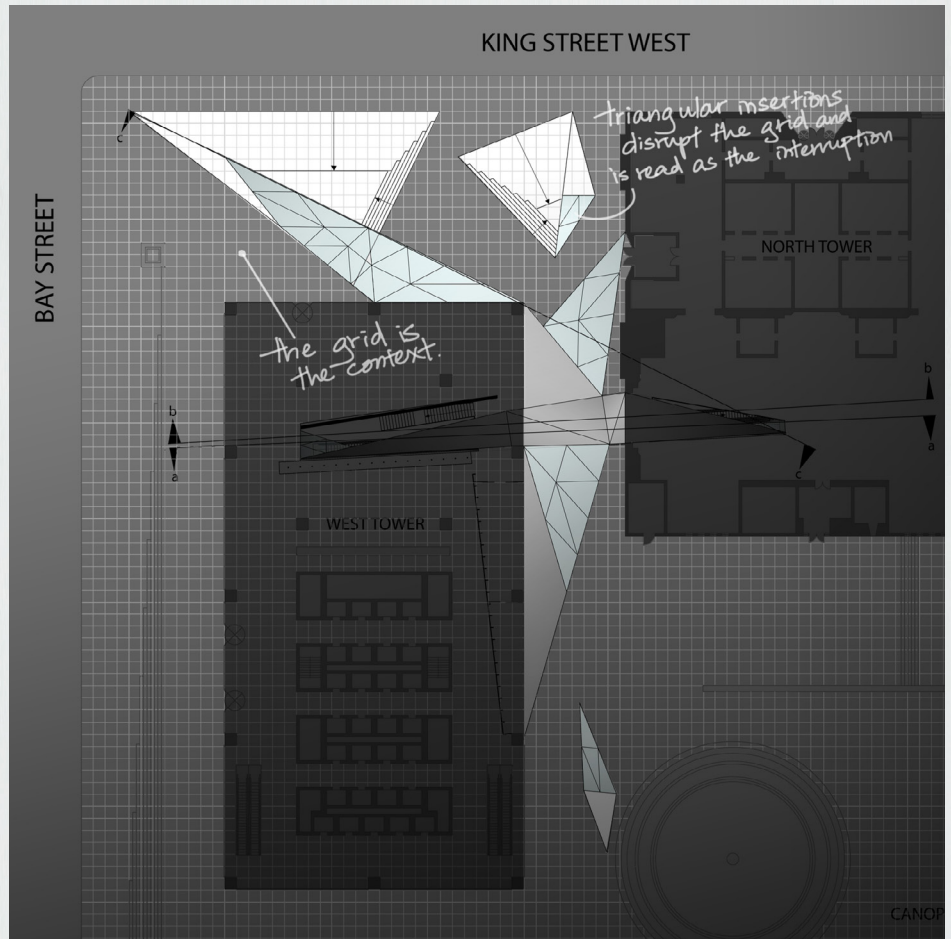 KING STREET WEST
triangular insertions
disrupt the grid and
is read as the interruption
c
BAY STREET
NORTH TOWER
the grid is
the context.
b
b
a
a
c
WEST TOWER
CANOP